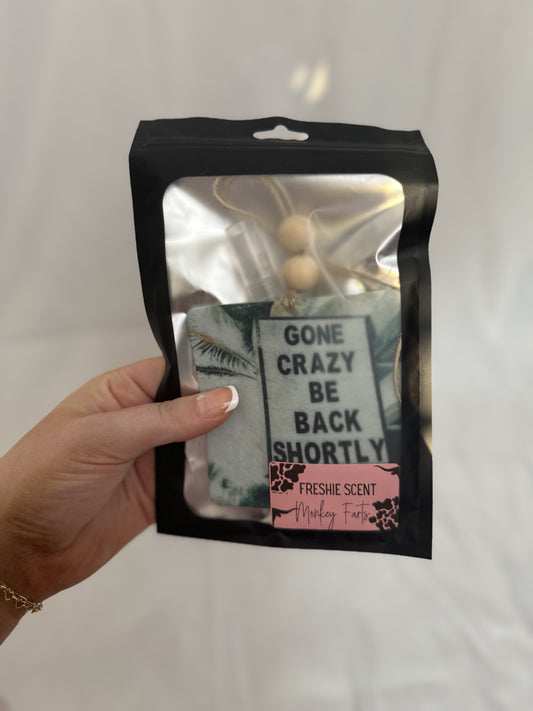 GONE
CRAZY
BE
BACK
SHORTLY
FRESHIE SCENT
Monkey Farts